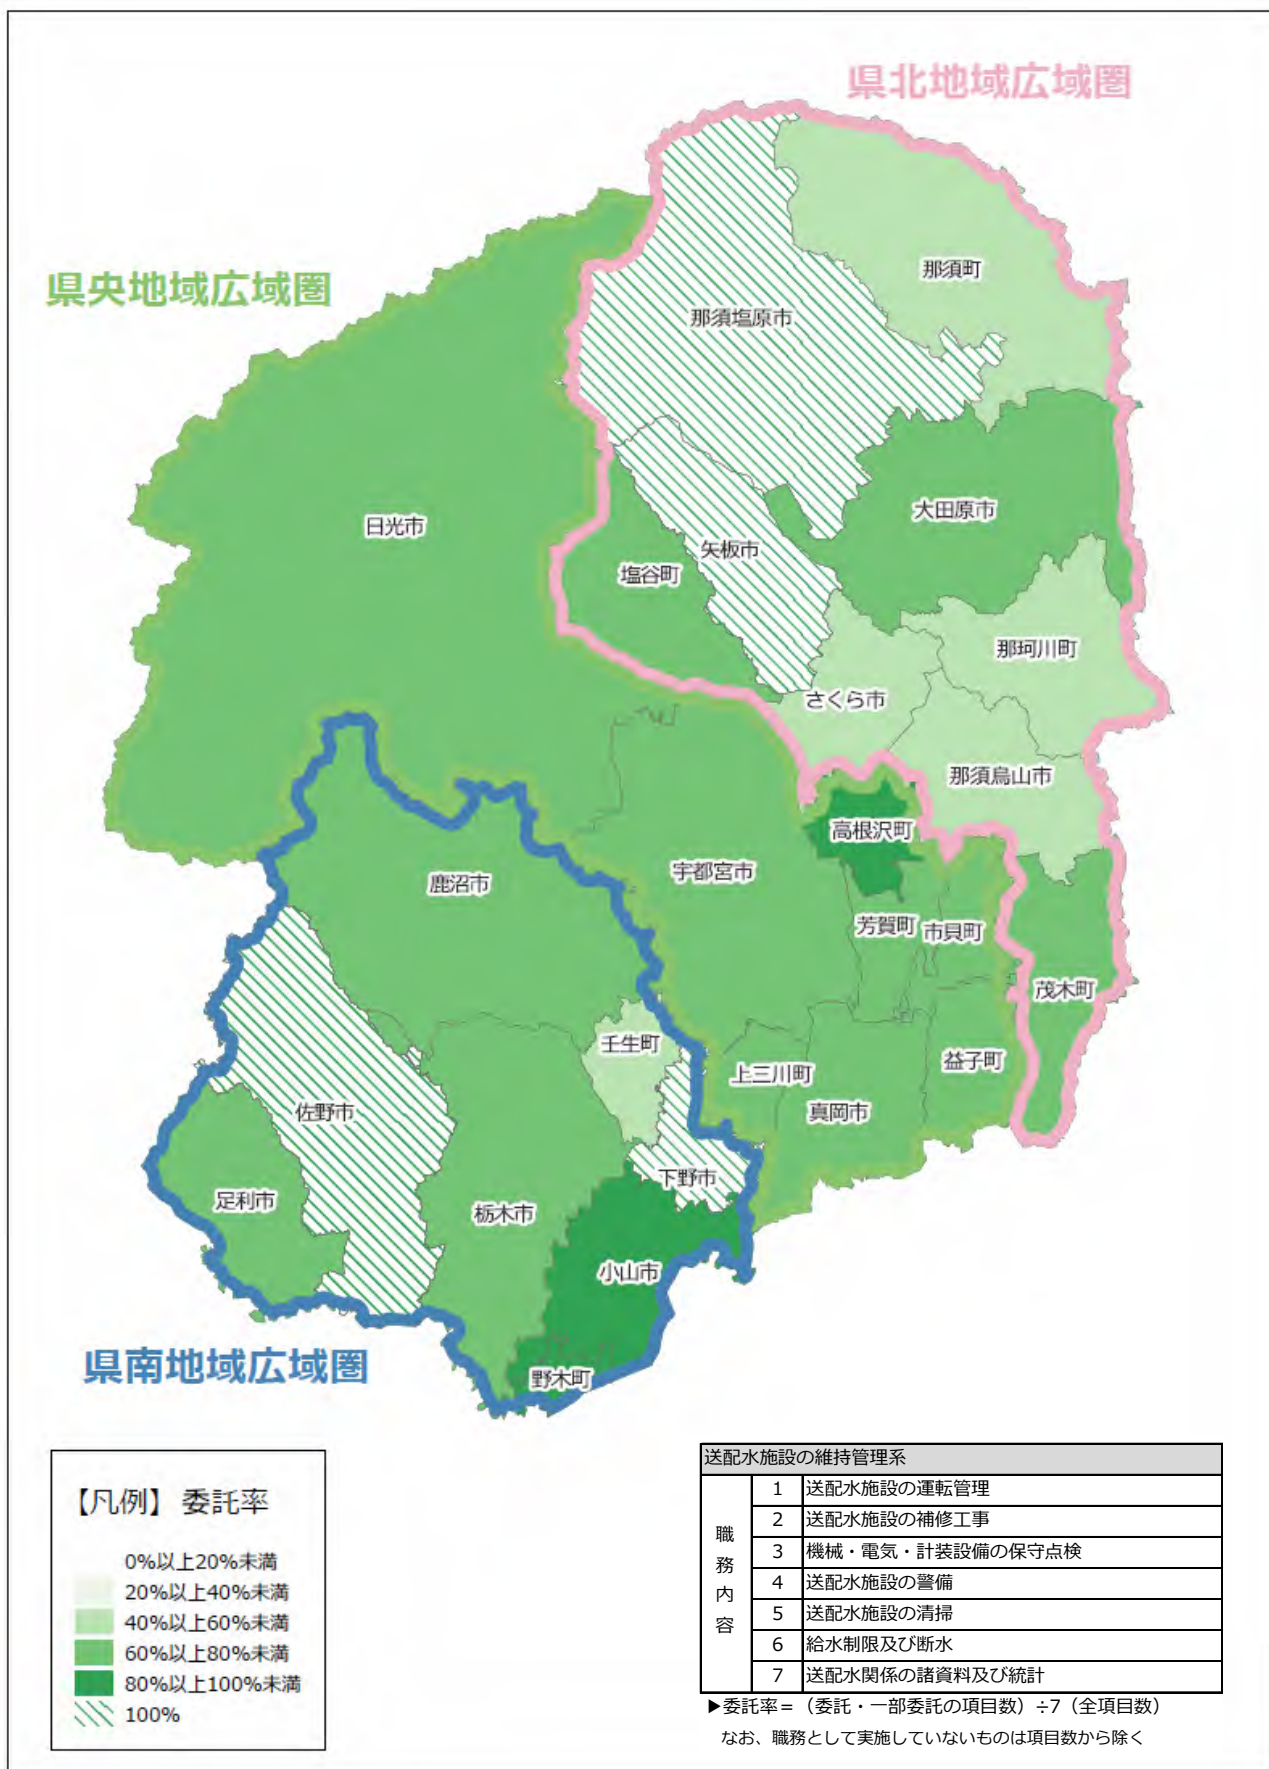 県北地域広域圏
県央地域広域圏
那須町
那須塩原市
大田原市
日光市
矢板市
塩谷町
那珂川町
さくら市
那須烏山市
高根沢町
宇都宮市
鹿沼市
芳賀町
市貝町
茂木町
壬生町
上三川町
益子町
真岡市
佐野市
下野市
足利市
栃木市
小山市
野木町
県南地域広域圏
【凡例】 委託率
0%以上20%未満
20%以上40%未満
40%以上60%未満
60%以上80%未満
80%以上100%未満
100%
送配水施設の維持管理系
職務内容
1 送配水施設の運転管理
2 送配水施設の補修工事
3 機械・電気・計装設備の保守点検
4 送配水施設の警備
5 送配水施設の清掃
6 給水制限及び断水
7 送配水関係の諸資料及び統計
▶委託率=（委託・一部委託の項目数）÷7（全項目数）
なお、職務として実施していないものは項目数から除く